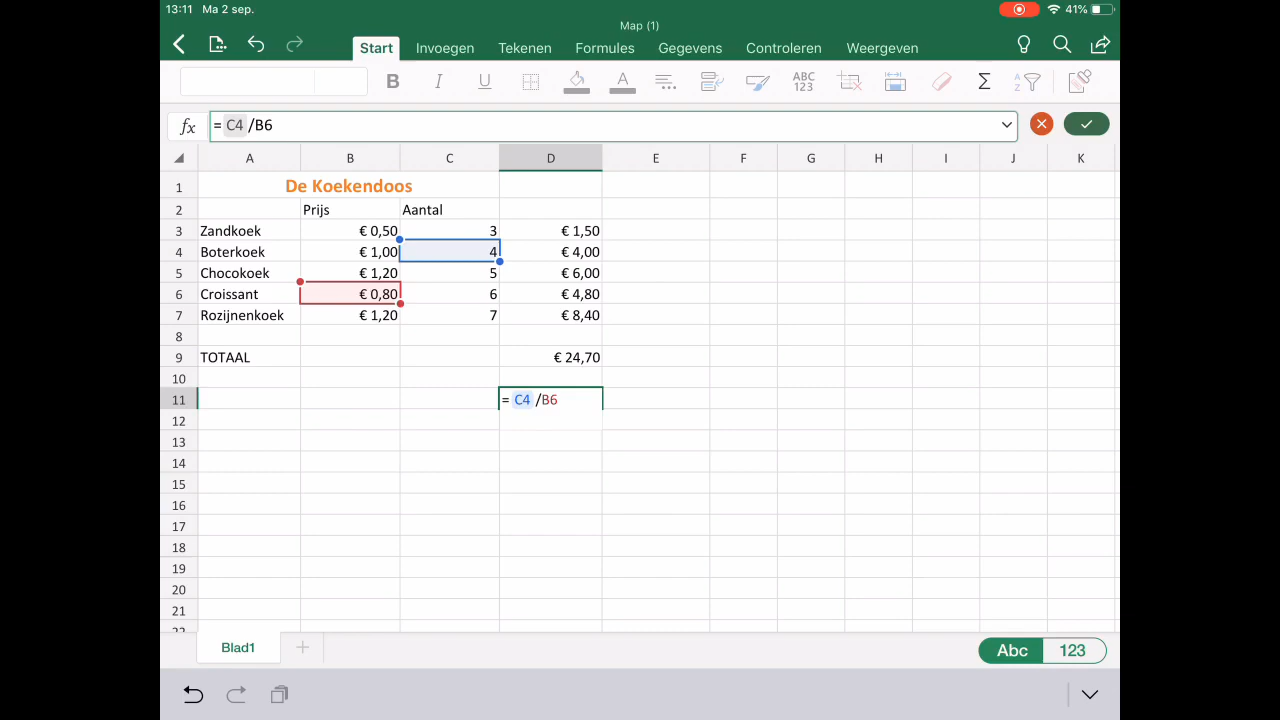 13:11 Ma 2 sep. 41%
Map (1)
Start Invoegen Tekenen Formules Gegevens Controleren Weergeven
B I U A ABC 123 Σ A Z
fx = C4 /B6
A B C D E F G H I J K
1 De Koekendoos
2 Prijs Aantal
3 Zandkoek € 0,50 3 € 1,50
4 Boterkoek € 1,00 4 € 4,00
5 Chocokoek € 1,20 5 € 6,00
6 Croissant € 0,80 6 € 4,80
7 Rozijnenkoek € 1,20 7 € 8,40
8
9 TOTAAL € 24,70
10
11 = C4 /B6
12
13
14
15
16
17
18
19
20
21
22
Blad1 + Abc 123